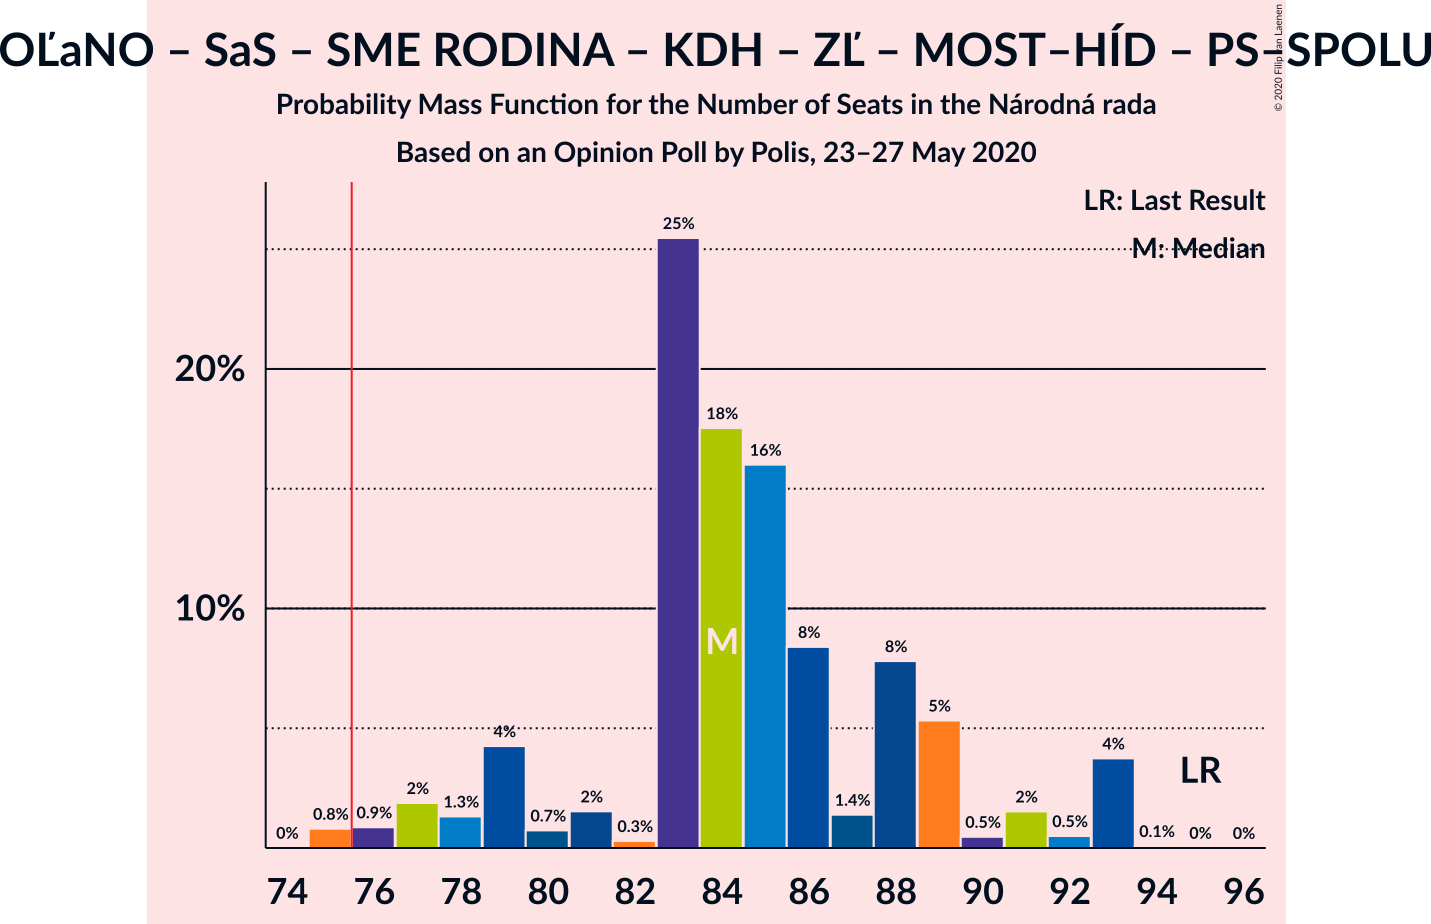 OĽaNO – SaS – SME RODINA – KDH – ZĽ – MOST–HÍD – PS–SPOLU
Probability Mass Function for the Number of Seats in the Národná rada
Based on an Opinion Poll by Polis, 23–27 May 2020
© 2020 Filip van Laenen
LR: Last Result
M: Median
25%
20%
18%
16%
10%
M
8%
8%
5%
4%
4%
LR
2%
1.4%
0%
0.8%
0.9%
1.3%
0.7%
2%
0.3%
0.5%
2%
0.5%
0.1%
0%
0%
74 76 78 80 82 84 86 88 90 92 94 96